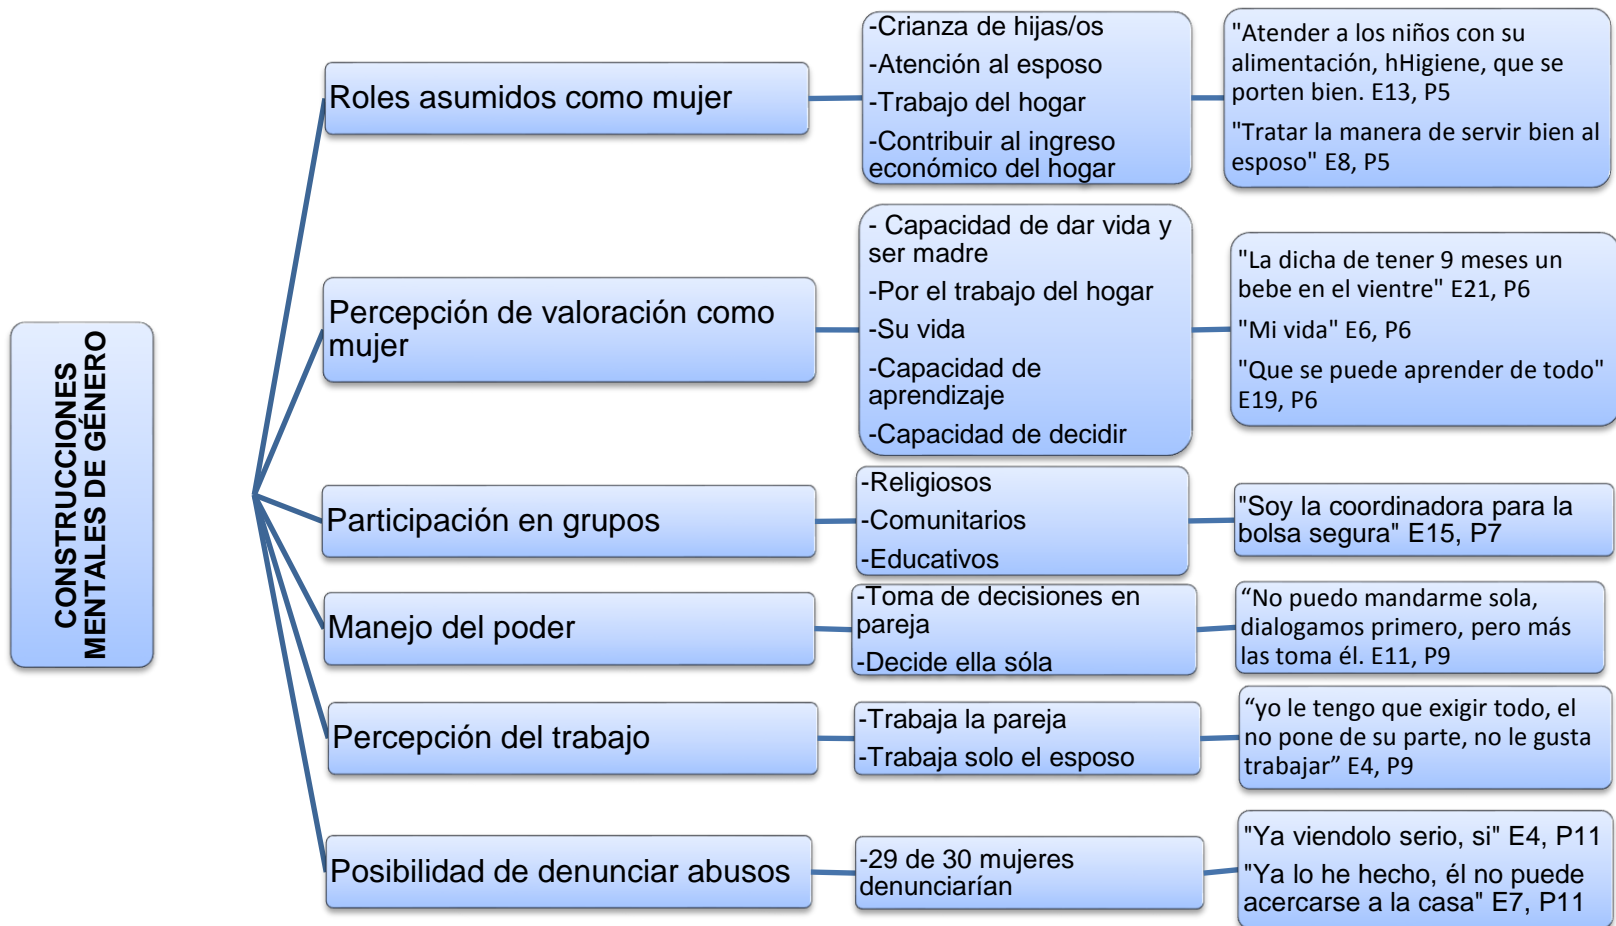 CONSTRUCCIONES
MENTALES DE GÉNERO
Roles asumidos como mujer
-Crianza de hijas/os
-Atención al esposo
-Trabajo del hogar
-Contribuir al ingreso
económico del hogar
"Atender a los niños con su
alimentación, hHigiene, que se
porten bien. E13, P5
"Tratar la manera de servir bien al
esposo" E8, P5
Percepción de valoración como
mujer
- Capacidad de dar vida y
ser madre
-Por el trabajo del hogar
-Su vida
-Capacidad de
aprendizaje
-Capacidad de decidir
"La dicha de tener 9 meses un
bebe en el vientre" E21, P6
"Mi vida" E6, P6
"Que se puede aprender de todo"
E19, P6
Participación en grupos
-Religiosos
-Comunitarios
-Educativos
"Soy la coordinadora para la
bolsa segura" E15, P7
Manejo del poder
-Toma de decisiones en
pareja
-Decide ella sóla
“No puedo mandarme sola,
dialogamos primero, pero más
las toma él. E11, P9
Percepción del trabajo
-Trabaja la pareja
-Trabaja solo el esposo
“yo le tengo que exigir todo, el
no pone de su parte, no le gusta
trabajar” E4, P9
Posibilidad de denunciar abusos
-29 de 30 mujeres
denunciarían
"Ya viendolo serio, si" E4, P11
"Ya lo he hecho, él no puede
acercarse a la casa" E7, P11